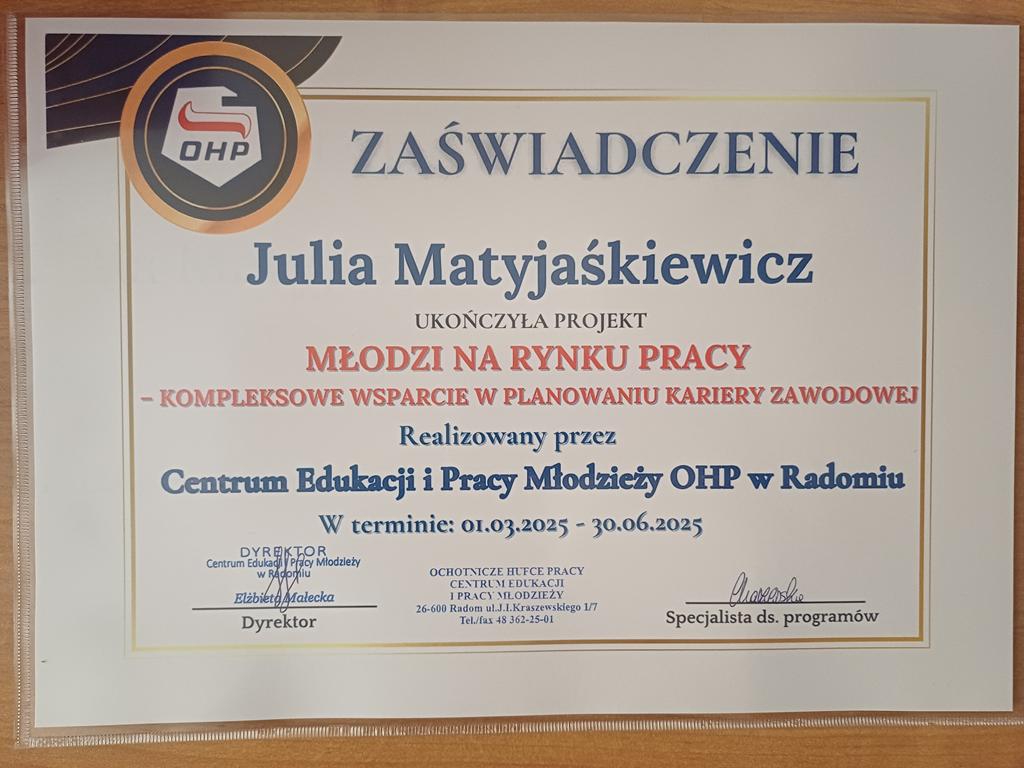 OHP
ZAŚWIADCZENIE
Julia Matyjaśkiewicz
UKOŃCZYŁA PROJEKT
MŁODZI NA RYNKU PRACY
– KOMPLEKSOWE WSPARCIE W PLANOWANIU KARIERY ZAWODOWEJ
Realizowany przez
Centrum Edukacji i Pracy Młodzieży OHP w Radomiu
W terminie: 01.03.2025 - 30.06.2025
DYREKTOR
Centrum Edukacji i Pracy Młodzieży
w Radomiu
Elżbieta Małecka
Dyrektor
OCHOTNICZE HUFCE PRACY
CENTRUM EDUKACJI
I PRACY MŁODZIEŻY
26-600 Radom ul.J.I.Kraszewskiego 1/7
Tel./fax 48 362-25-01
Specjalista ds. programów